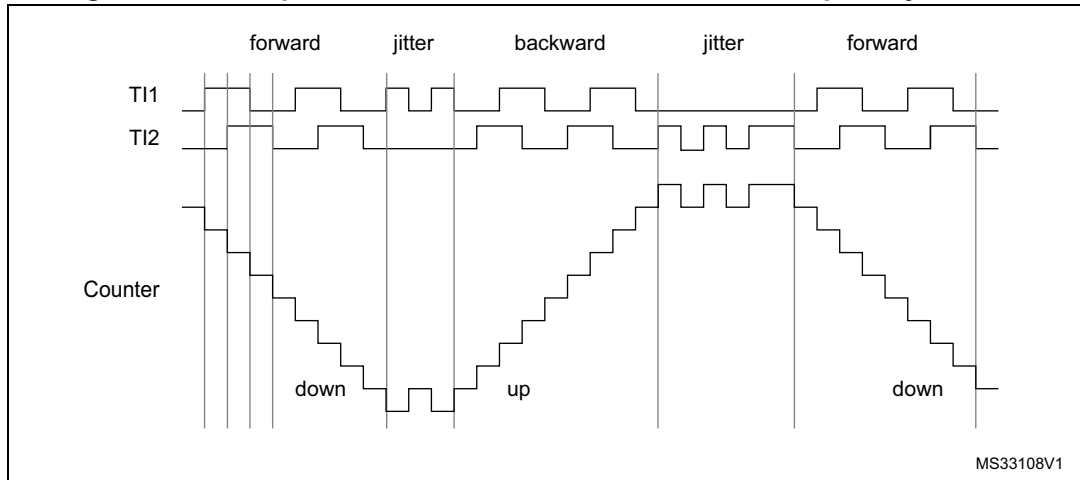 forward jitter backward jitter forward
TI1
TI2
Counter
down up down
MS33108V1